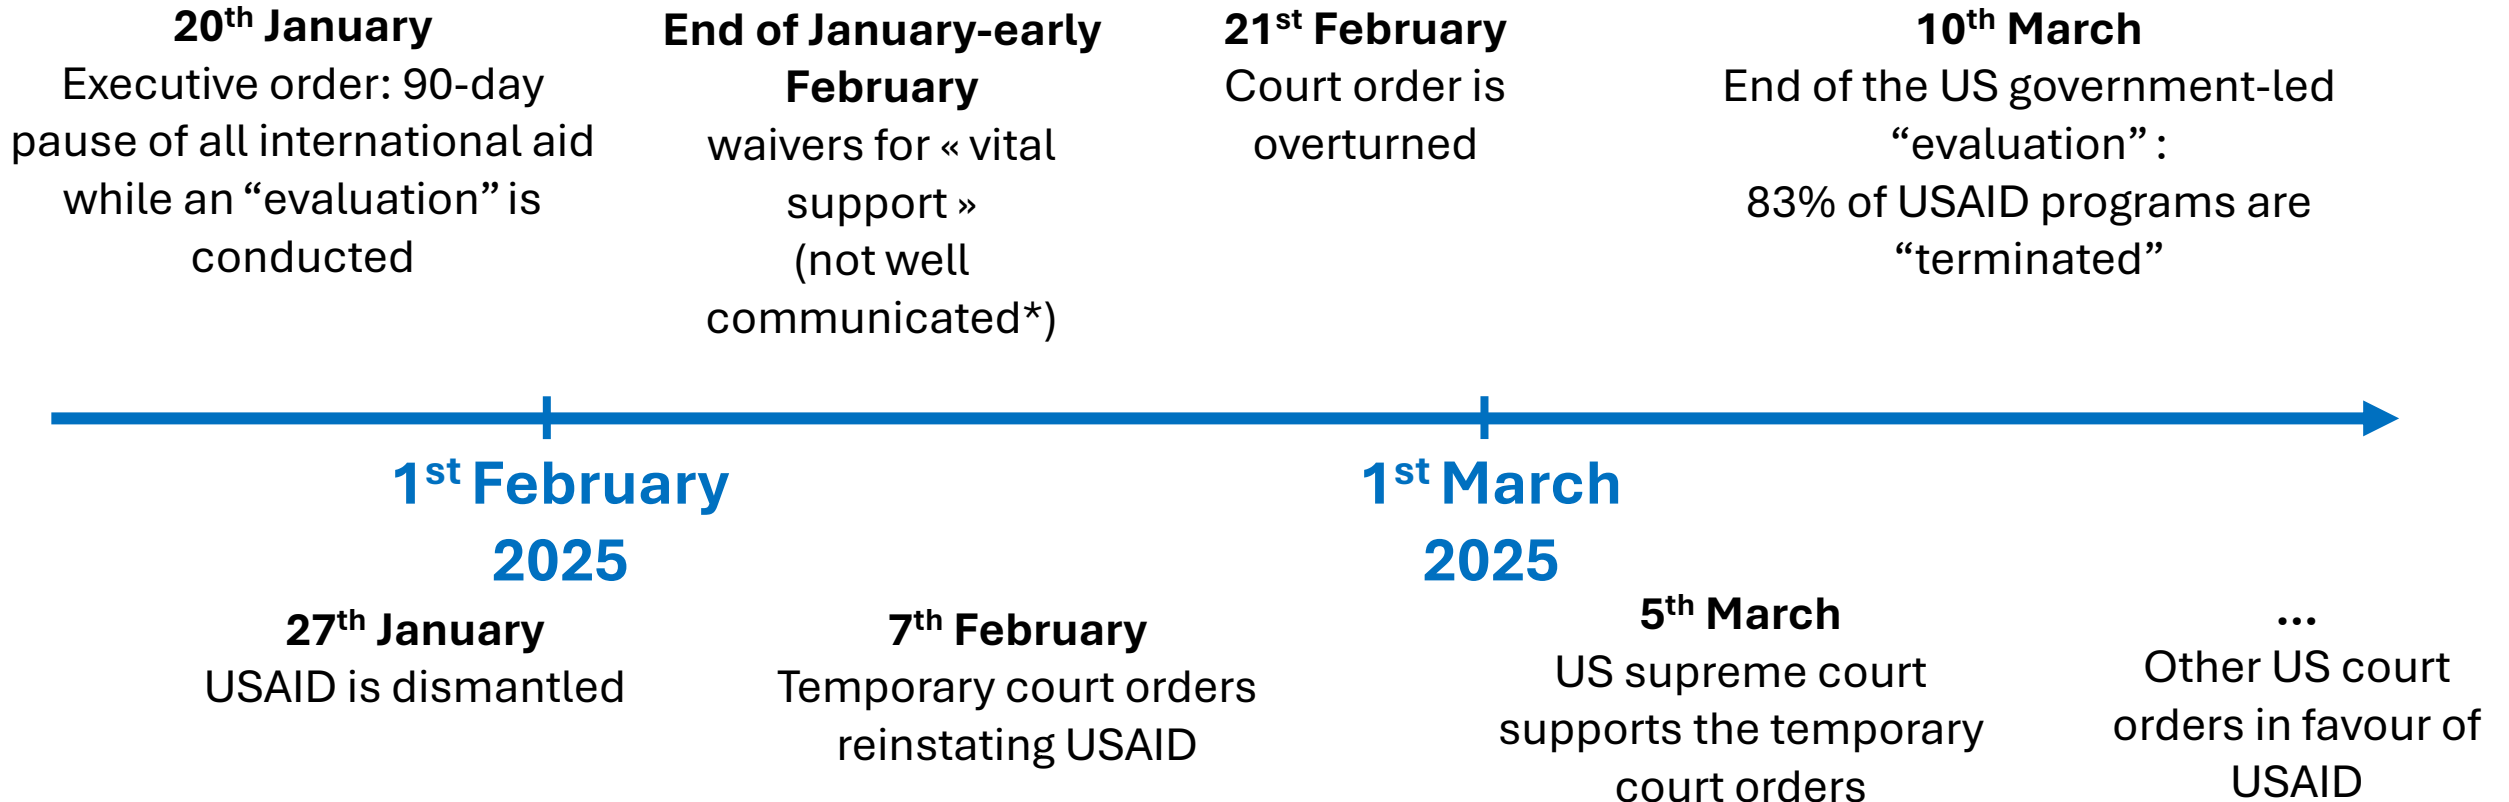 20th January
Executive order: 90-day
pause of all international aid
while an “evaluation” is
conducted
End of January-early
February
waivers for « vital
support »
(not well
communicated*)
21st February
Court order is
overturned
10th March
End of the US government-led
“evaluation” :
83% of USAID programs are
“terminated”
1st February
2025
1st March
2025
27th January
USAID is dismantled
7th February
Temporary court orders
reinstating USAID
5th March
US supreme court
supports the temporary
court orders
...
Other US court
orders in favour of
USAID